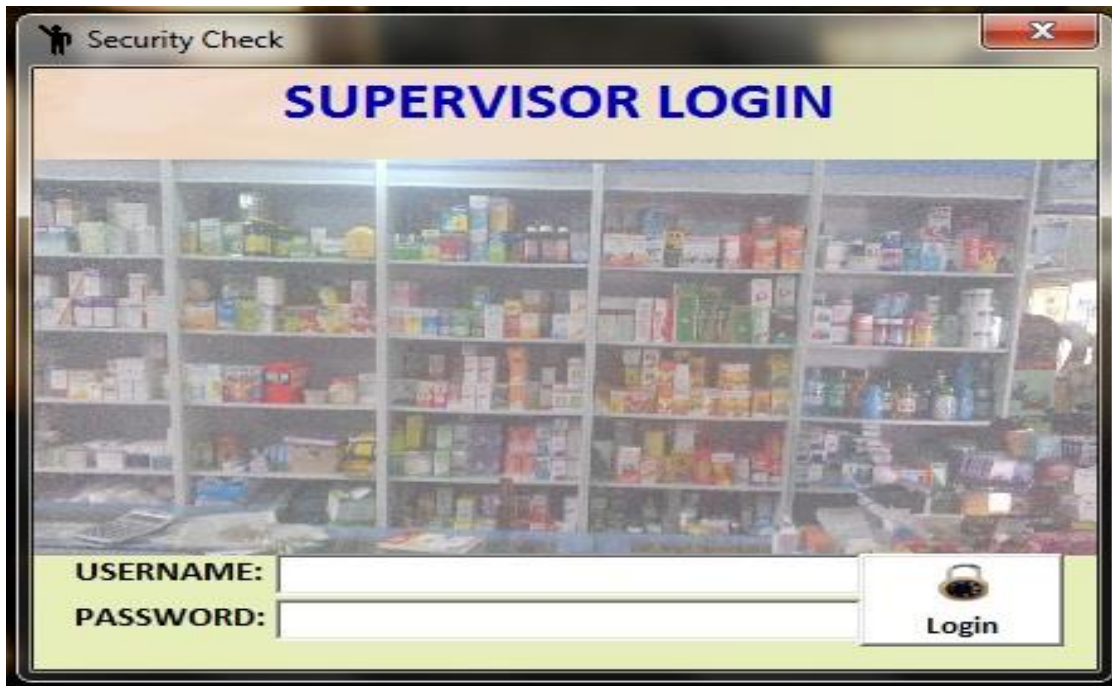 Security Check
SUPERVISOR LOGIN
USERNAME:
PASSWORD:
Login